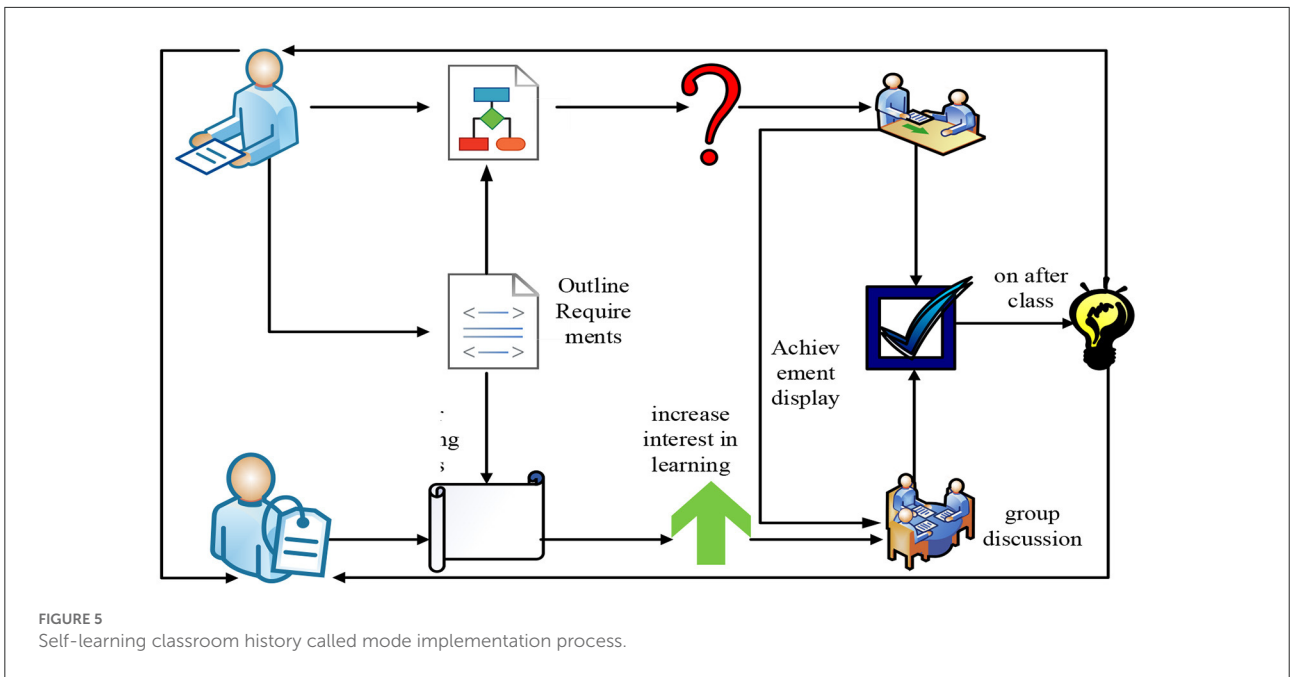 Outline
Require
ments
on after
class
Achiev
ement
display
increase
interest in
learning
group
discussion
FIGURE 5
Self-learning classroom history called mode implementation process.